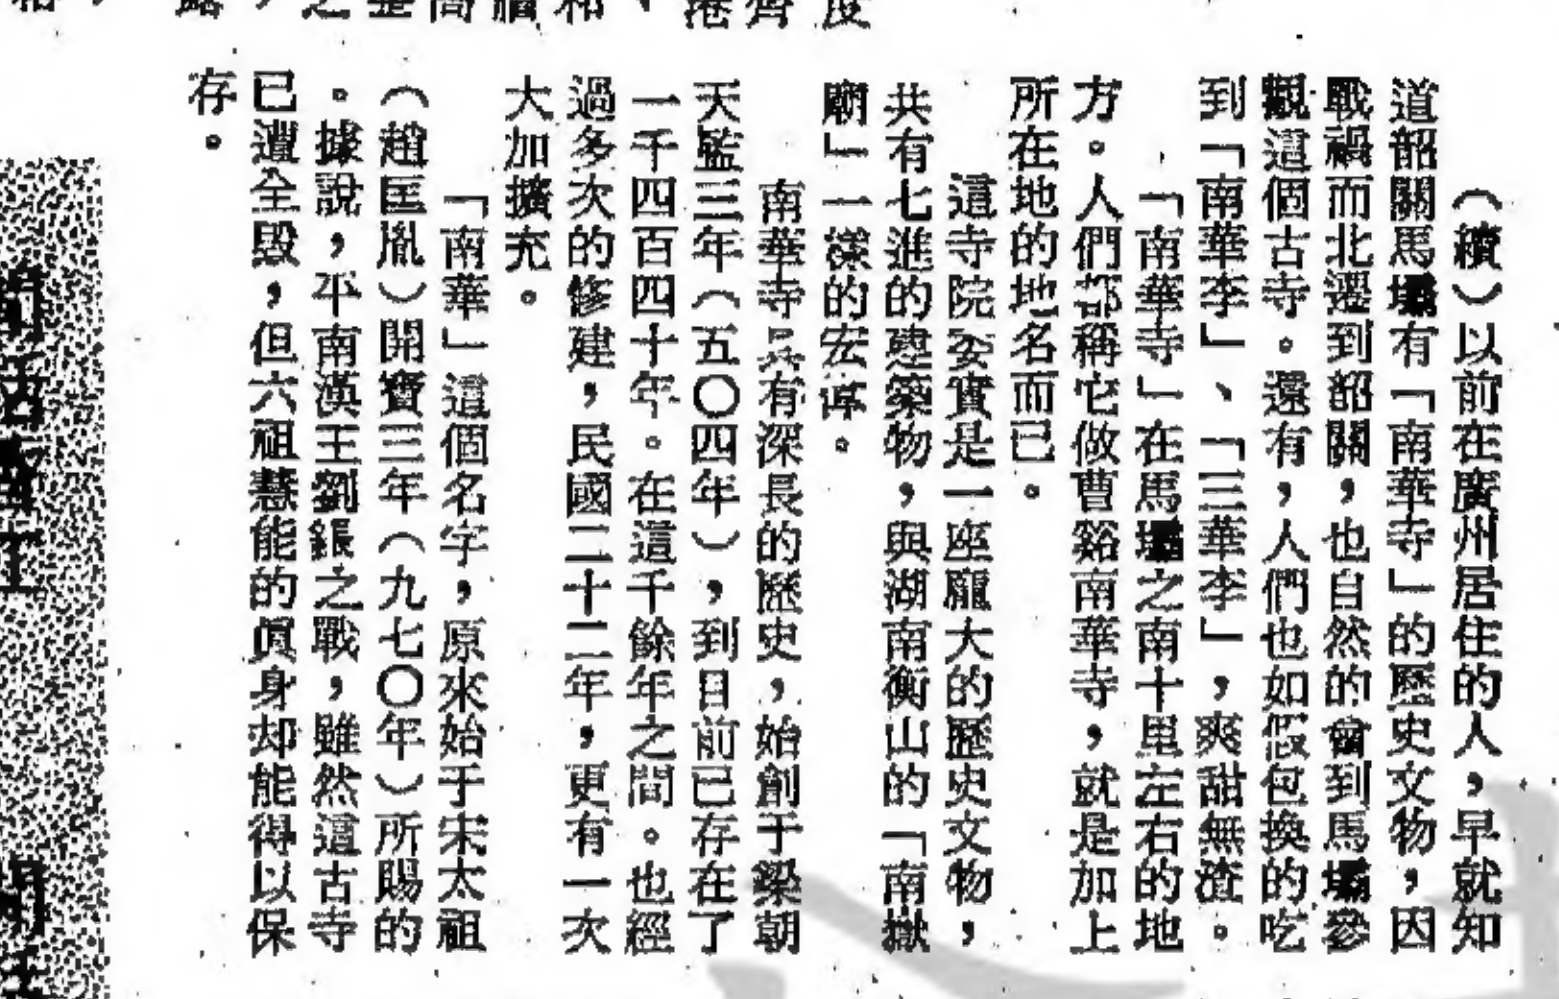 （續）以前在廣州居住的人，早就知
道韶關馬壩有「南華寺」的歷史文物，因
戰禍而北遷到韶關，也自然的會到馬壩參
觀這個古寺。還有，人們也如假包換的吃
到「南華李」、「三華李」，爽甜無渣。
「南華寺」在馬壩之南十里左右的地
方。人們都稱它做曹谿南華寺，就是加上
所在地的地名而已。
這寺院委實是一座龐大的歷史文物，
共有七進的建築物，與湖南衡山的「南嶽
廟」一樣的宏偉。
南華寺具有深長的歷史，始創于梁朝
天監三年（五〇四年），到目前已存在了
一千四百四十年。在這千餘年之間。也經
過多次的修建，民國二十二年，更有一次
大加擴充。
「南華」這個名字，原來始于宋太祖
（趙匡胤）開寶三年（九七〇年）所賜的
。據說，平南漢王劉鋹之戰，雖然這古寺
已遭全毀，但六祖慧能的眞身却能得以保
存。